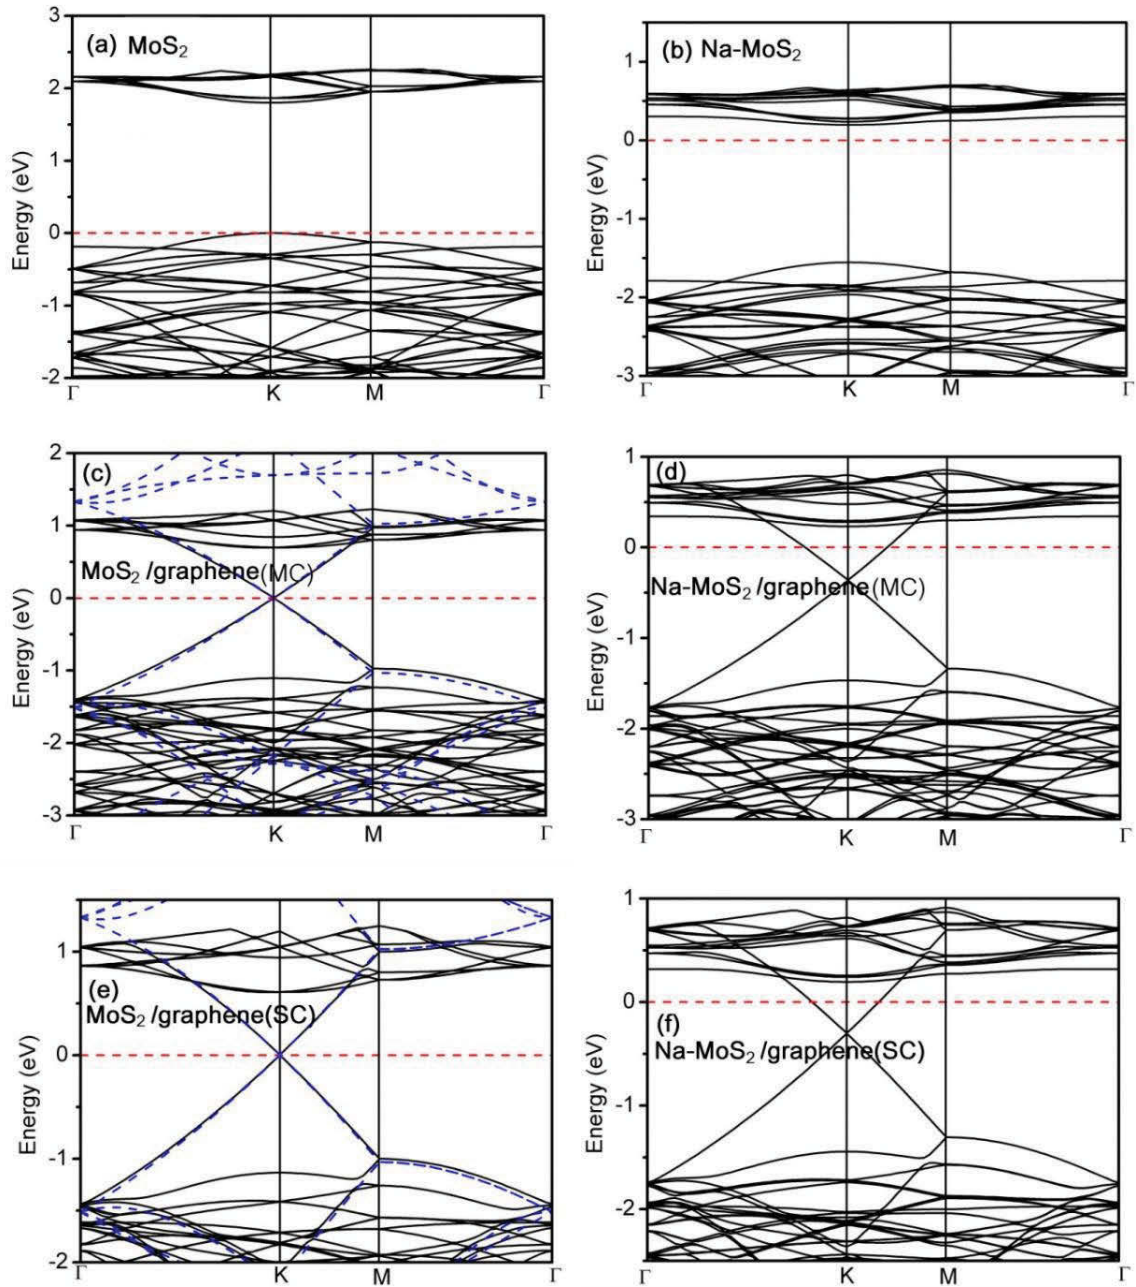 (a) MoS₂
3
2
1
0
-1
-2
Energy (eV)
Γ K M Γ
(b) Na-MoS₂
1
0
-1
-2
-3
Energy (eV)
Γ K M Γ
(c)
MoS₂/graphene(MC)
2
1
0
-1
-2
-3
Energy (eV)
Γ K M Γ
(d)
Na-MoS₂/graphene(MC)
1
0
-1
-2
-3
Energy (eV)
Γ K M Γ
(e)
MoS₂/graphene(SC)
1
0
-1
-2
Energy (eV)
Γ K M Γ
(f)
Na-MoS₂/graphene(SC)
1
0
-1
-2
Energy (eV)
Γ K M Γ